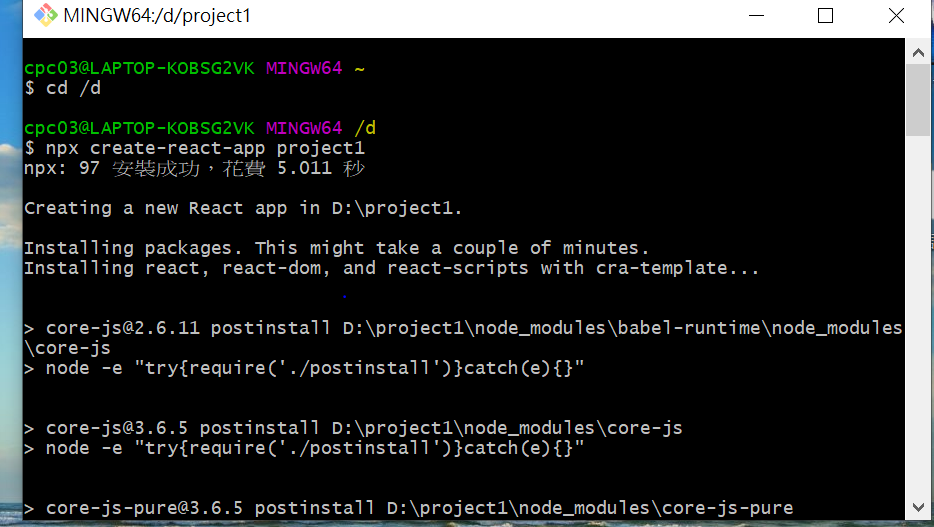 MINGW64:/d/project1
cpc03@LAPTOP-KOBSG2VK MINGW64 ~
$ cd /d
cpc03@LAPTOP-KOBSG2VK MINGW64 /d
$ npx create-react-app project1
npx: 97 安裝成功，花費 5.011 秒
Creating a new React app in D:\project1.
Installing packages. This might take a couple of minutes.
Installing react, react-dom, and react-scripts with cra-template...
> core-js@2.6.11 postinstall D:\project1\node_modules\babel-runtime\node_modules
\core-js
> node -e "try{require('./postinstall')}catch(e){}"
> core-js@3.6.5 postinstall D:\project1\node_modules\core-js
> node -e "try{require('./postinstall')}catch(e){}"
> core-js-pure@3.6.5 postinstall D:\project1\node_modules\core-js-pure